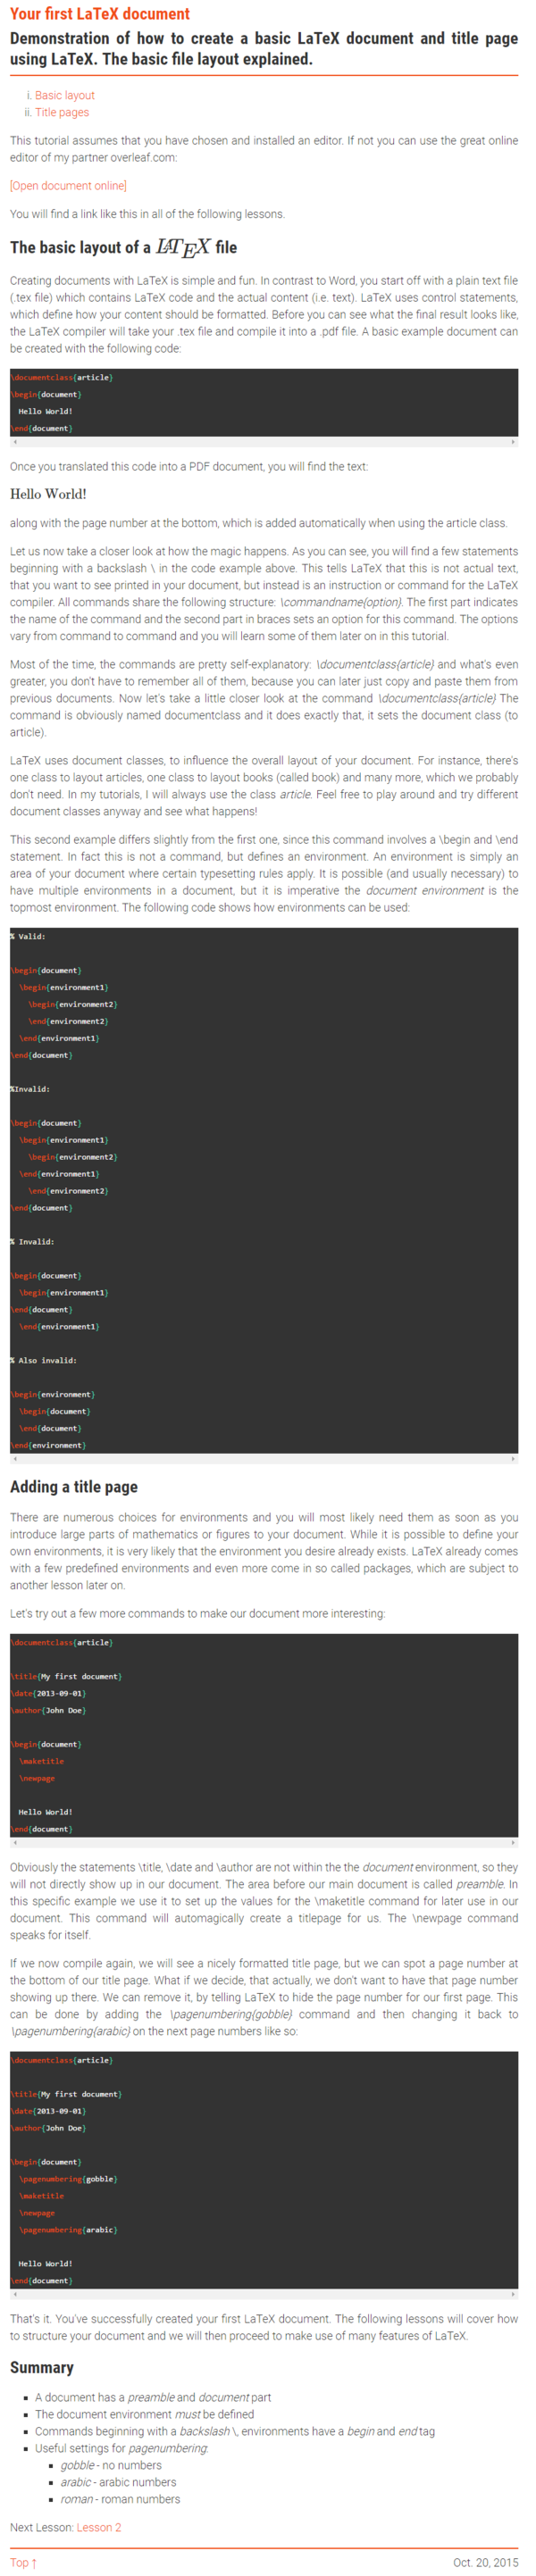 Your first LaTeX document
Demonstration of how to create a basic LaTeX document and title page
using LaTeX. The basic file layout explained.
i. Basic layout
ii. Title pages
This tutorial assumes that you have chosen and installed an editor. If not you can use the great online
editor of my partner overleaf.com:
[Open document online]
You will find a link like this in all of the following lessons.
The basic layout of a LATEX file
Creating documents with LaTeX is simple and fun. In contrast to Word, you start off with a plain text file
(.tex file) which contains LaTeX code and the actual content (i.e. text). LaTeX uses control statements,
which define how your content should be formatted. Before you can see what the final result looks like,
the LaTeX compiler will take your .tex file and compile it into a .pdf file. A basic example document can
be created with the following code:
\documentclass{article}
\begin{document}
  Hello World!
\end{document}
Once you translated this code into a PDF document, you will find the text:
Hello World!
along with the page number at the bottom, which is added automatically when using the article class.
Let us now take a closer look at how the magic happens. As you can see, you will find a few statements
beginning with a backslash \ in the code example above. This tells LaTeX that this is not actual text,
that you want to see printed in your document, but instead is an instruction or command for the LaTeX
compiler. All commands share the following structure: \commandname{option}. The first part indicates
the name of the command and the second part in braces sets an option for this command. The options
vary from command to command and you will learn some of them later on in this tutorial.
Most of the time, the commands are pretty self-explanatory: \documentclass{article} and what's even
greater, you don't have to remember all of them, because you can later just copy and paste them from
previous documents. Now let's take a little closer look at the command \documentclass{article} The
command is obviously named documentclass and it does exactly that, it sets the document class (to
article).
LaTeX uses document classes, to influence the overall layout of your document. For instance, there's
one class to layout articles, one class to layout books (called book) and many more, which we probably
don't need. In my tutorials, I will always use the class article. Feel free to play around and try different
document classes anyway and see what happens!
This second example differs slightly from the first one, since this command involves a \begin and \end
statement. In fact this is not a command, but defines an environment. An environment is simply an
area of your document where certain typesetting rules apply. It is possible (and usually necessary) to
have multiple environments in a document, but it is imperative the document environment is the
topmost environment. The following code shows how environments can be used:
% Valid:
\begin{document}
  \begin{environment1}
    \begin{environment2}
    \end{environment2}
  \end{environment1}
\end{document}
%Invalid:
\begin{document}
  \begin{environment1}
    \begin{environment2}
  \end{environment1}
    \end{environment2}
\end{document}
% Invalid:
\begin{document}
  \begin{environment1}
\end{document}
  \end{environment1}
% Also invalid:
\begin{environment}
  \begin{document}
  \end{document}
\end{environment}
Adding a title page
There are numerous choices for environments and you will most likely need them as soon as you
introduce large parts of mathematics or figures to your document. While it is possible to define your
own environments, it is very likely that the environment you desire already exists. LaTeX already comes
with a few predefined environments and even more come in so called packages, which are subject to
another lesson later on.
Let's try out a few more commands to make our document more interesting:
\documentclass{article}
\title{My first document}
\date{2013-09-01}
\author{John Doe}
\begin{document}
  \maketitle
  \newpage
  Hello World!
\end{document}
Obviously the statements \title, \date and \author are not within the the document environment, so they
will not directly show up in our document. The area before our main document is called preamble. In
this specific example we use it to set up the values for the \maketitle command for later use in our
document. This command will automagically create a titlepage for us. The \newpage command
speaks for itself.
If we now compile again, we will see a nicely formatted title page, but we can spot a page number at
the bottom of our title page. What if we decide, that actually, we don't want to have that page number
showing up there. We can remove it, by telling LaTeX to hide the page number for our first page. This
can be done by adding the \pagenumbering{gobble} command and then changing it back to
\pagenumbering{arabic} on the next page numbers like so:
\documentclass{article}
\title{My first document}
\date{2013-09-01}
\author{John Doe}
\begin{document}
  \pagenumbering{gobble}
  \maketitle
  \newpage
  \pagenumbering{arabic}
  Hello World!
\end{document}
That's it. You've successfully created your first LaTeX document. The following lessons will cover how
to structure your document and we will then proceed to make use of many features of LaTeX.
Summary
▪ A document has a preamble and document part
▪ The document environment must be defined
▪ Commands beginning with a backslash \, environments have a begin and end tag
▪ Useful settings for pagenumbering:
▪ gobble - no numbers
▪ arabic - arabic numbers
▪ roman - roman numbers
Next Lesson: Lesson 2
Top ↑ Oct. 20, 2015